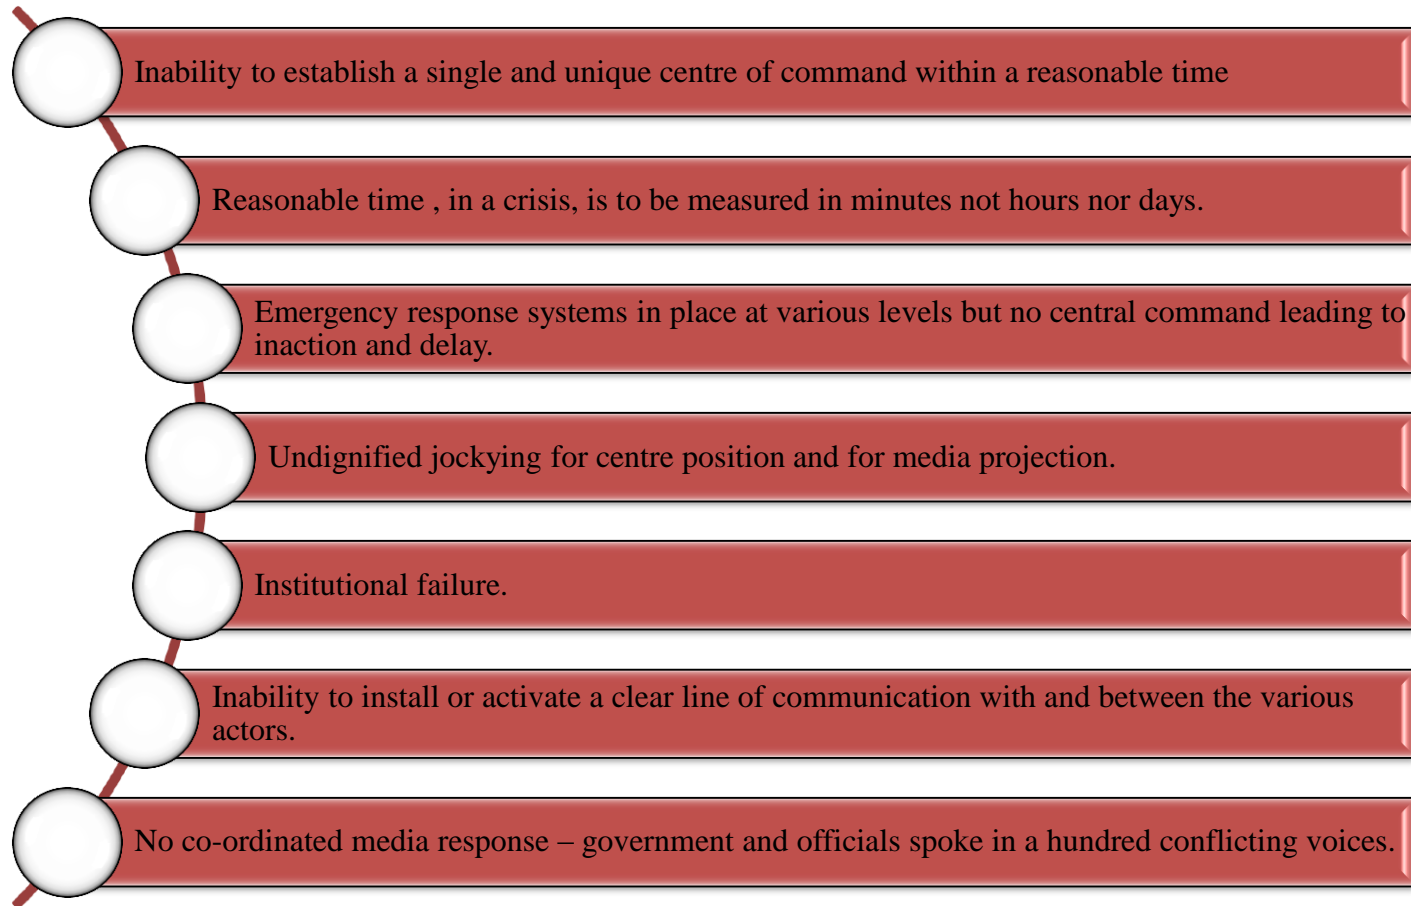 Inability to establish a single and unique centre of command within a reasonable time
Reasonable time , in a crisis, is to be measured in minutes not hours nor days.
Emergency response systems in place at various levels but no central command leading to
inaction and delay.
Undignified jockying for centre position and for media projection.
Institutional failure.
Inability to install or activate a clear line of communication with and between the various
actors.
No co-ordinated media response – government and officials spoke in a hundred conflicting voices.